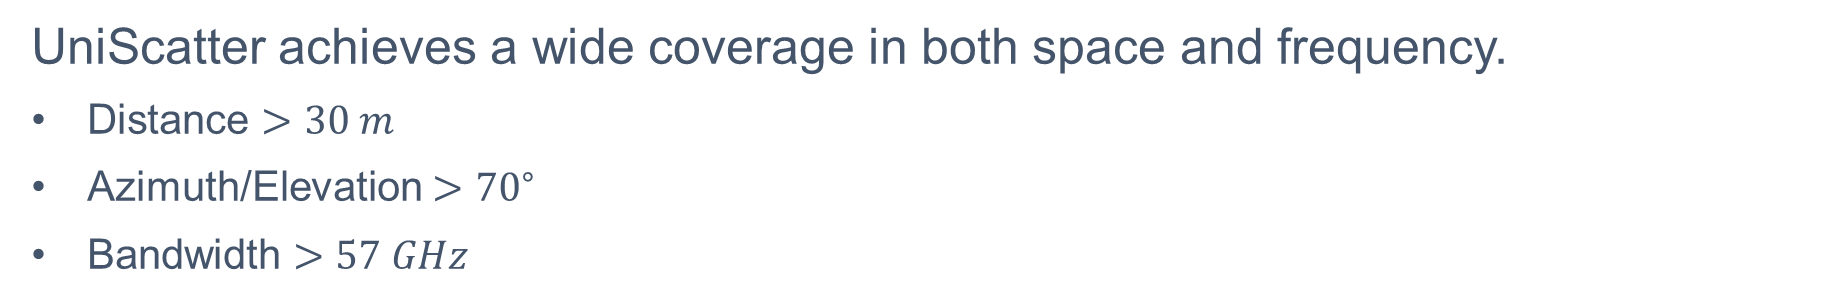 UniScatter achieves a wide coverage in both space and frequency.
• Distance > 30 m
• Azimuth/Elevation > 70°
• Bandwidth > 57 GHz